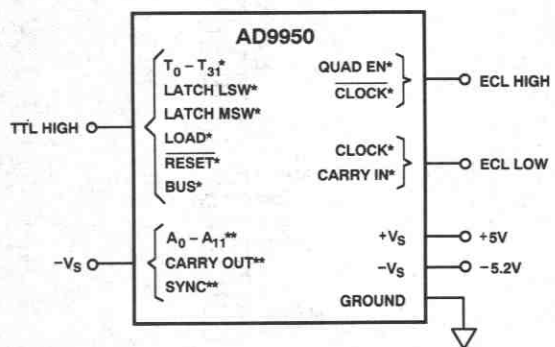 AD9950
TTL HIGH
T0 – T31*
LATCH LSW*
LATCH MSW*
LOAD*
RESET*
BUS*
–VS
A0 – A11**
CARRY OUT**
SYNC**
QUAD EN*
CLOCK*
ECL HIGH
CLOCK*
CARRY IN*
ECL LOW
+VS
+5V
–VS
–5.2V
GROUND